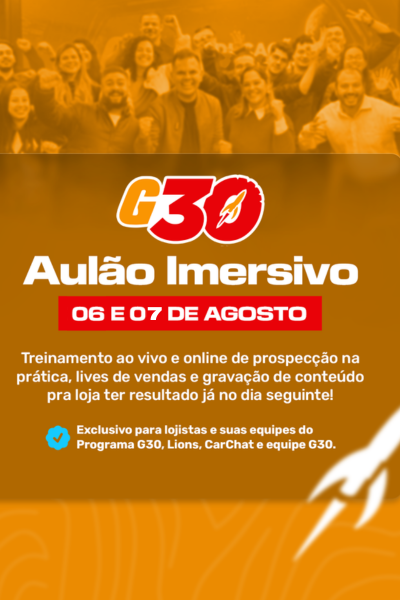 G30
Aulão Imersivo
06 E 07 DE AGOSTO
Treinamento ao vivo e online de prospecção na
prática, lives de vendas e gravação de conteúdo
pra loja ter resultado já no dia seguinte!
Exclusivo para lojistas e suas equipes do
Programa G30, Lions, CarChat e equipe G30.